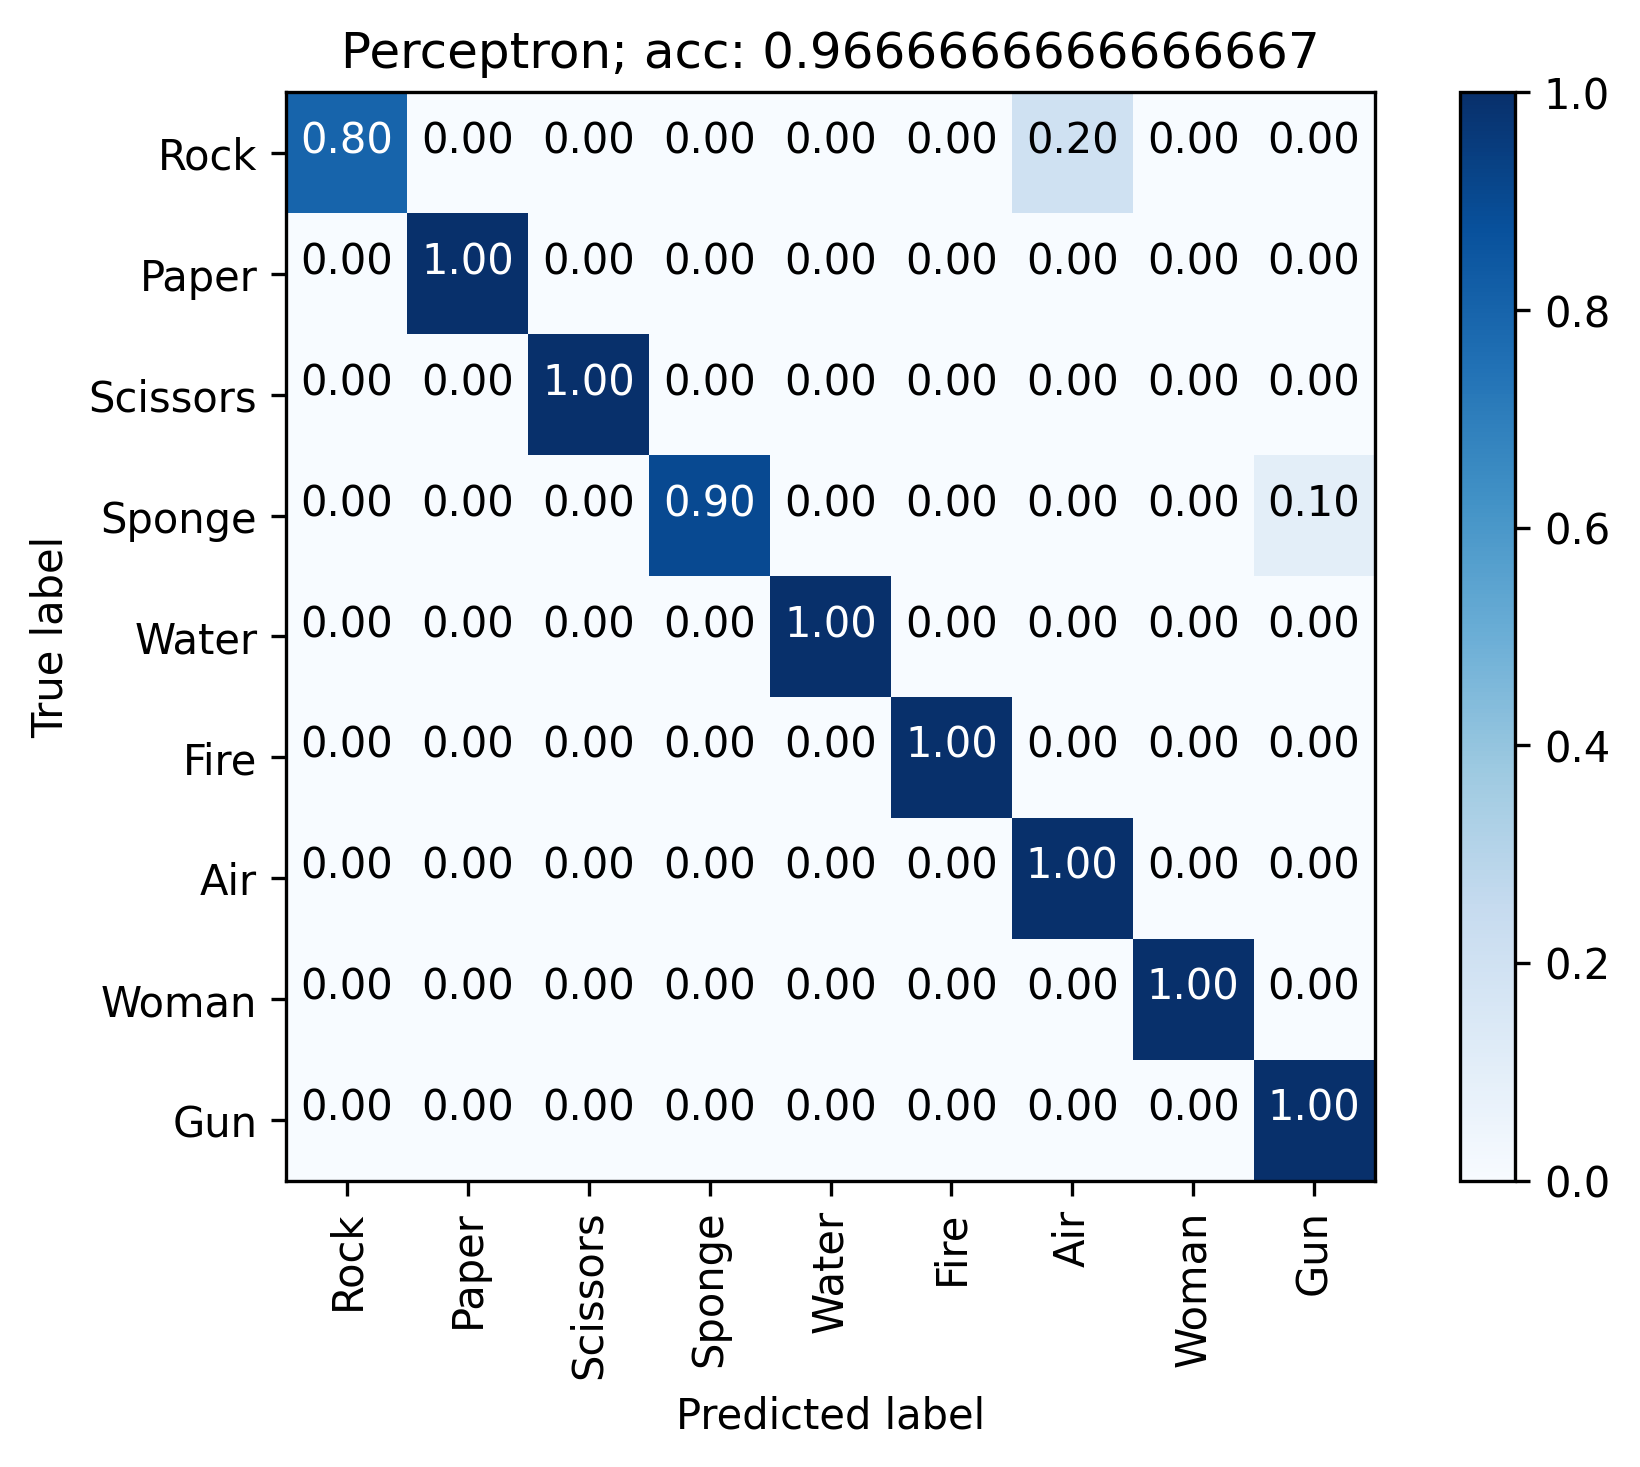 Perceptron; acc: 0.9666666666666667
Rock 0.80 0.00 0.00 0.00 0.00 0.00 0.20 0.00 0.00
Paper 0.00 1.00 0.00 0.00 0.00 0.00 0.00 0.00 0.00
Scissors 0.00 0.00 1.00 0.00 0.00 0.00 0.00 0.00 0.00
Sponge 0.00 0.00 0.00 0.90 0.00 0.00 0.00 0.00 0.10
Water 0.00 0.00 0.00 0.00 1.00 0.00 0.00 0.00 0.00
Fire 0.00 0.00 0.00 0.00 0.00 1.00 0.00 0.00 0.00
Air 0.00 0.00 0.00 0.00 0.00 0.00 1.00 0.00 0.00
Woman 0.00 0.00 0.00 0.00 0.00 0.00 0.00 1.00 0.00
Gun 0.00 0.00 0.00 0.00 0.00 0.00 0.00 0.00 1.00
True label
Rock Paper Scissors Sponge Water Fire Air Woman Gun
Predicted label
1.0
0.8
0.6
0.4
0.2
0.0